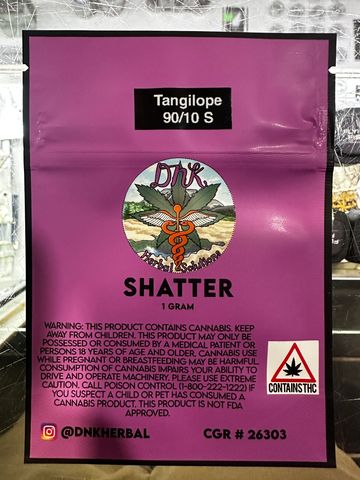 Tangilope
90/10 S
DnK
Herbal Solutions
SHATTER
1 GRAM
WARNING: THIS PRODUCT CONTAINS CANNABIS. KEEP
AWAY FROM CHILDREN. THIS PRODUCT MAY ONLY BE
POSSESSED OR CONSUMED BY A MEDICAL PATIENT OR
PERSONS 18 YEARS OF AGE AND OLDER. CANNABIS USE
WHILE PREGNANT OR BREASTFEEDING MAY BE HARMFUL.
CONSUMPTION OF CANNABIS IMPAIRS YOUR ABILITY TO
DRIVE AND OPERATE MACHINERY. PLEASE USE EXTREME
CAUTION. CALL POISON CONTROL (1-800-222-1222) IF
YOU SUSPECT A CHILD OR PET HAS CONSUMED A
CANNABIS PRODUCT. THIS PRODUCT IS NOT FDA
APPROVED.
CONTAINS THC
@DNKHERBAL
CGR # 26303